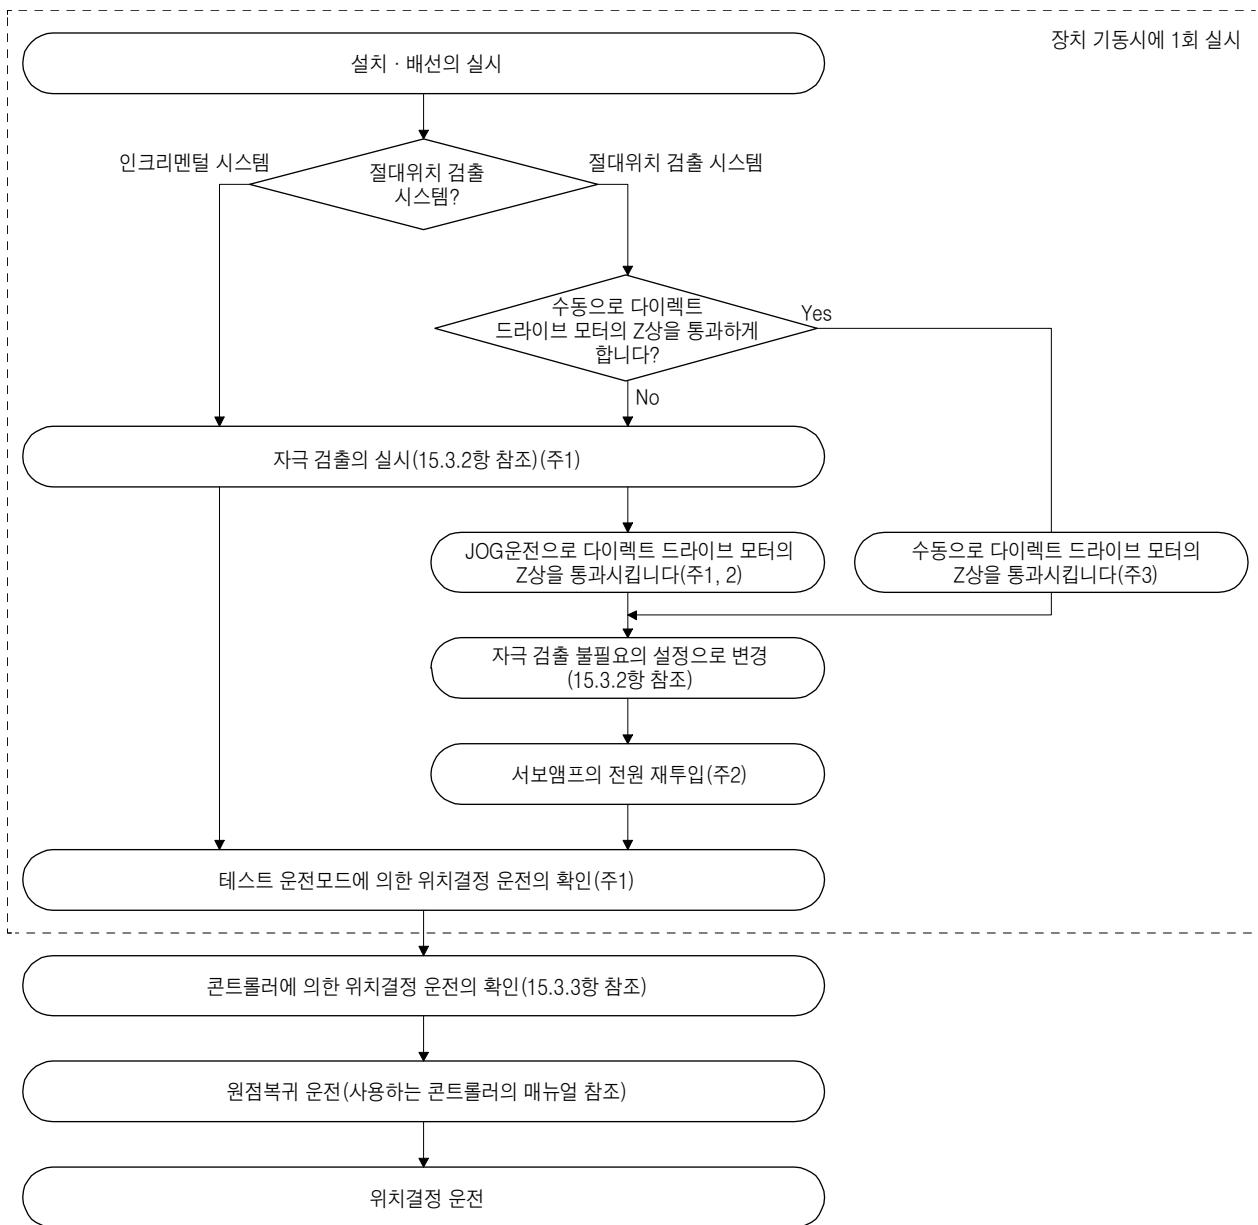 장치 기동시에 1회 실시
설치 · 배선의 실시
인크리멘털 시스템
절대위치 검출
시스템?
절대위치 검출 시스템
수동으로 다이렉트
드라이브 모터의 Z상을 통과하게
합니다?
Yes
No
자극 검출의 실시(15.3.2항 참조)(주1)
JOG운전으로 다이렉트 드라이브 모터의
Z상을 통과시킵니다(주1, 2)
수동으로 다이렉트 드라이브 모터의
Z상을 통과시킵니다(주3)
자극 검출 불필요의 설정으로 변경
(15.3.2항 참조)
서보앰프의 전원 재투입(주2)
테스트 운전모드에 의한 위치결정 운전의 확인(주1)
콘트롤러에 의한 위치결정 운전의 확인(15.3.3항 참조)
원점복귀 운전(사용하는 콘트롤러의 매뉴얼 참조)
위치결정 운전